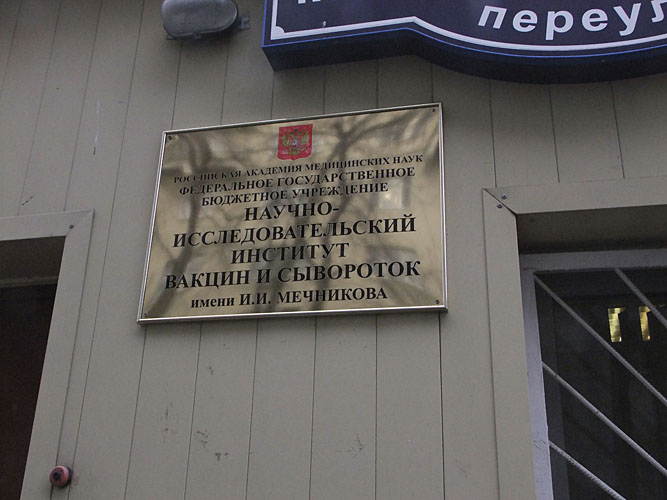 переул
РОССИЙСКАЯ АКАДЕМИЯ МЕДИЦИНСКИХ НАУК
ФЕДЕРАЛЬНОЕ ГОСУДАРСТВЕННОЕ
БЮДЖЕТНОЕ УЧРЕЖДЕНИЕ
НАУЧНО-
ИССЛЕДОВАТЕЛЬСКИЙ
ИНСТИТУТ
ВАКЦИН И СЫВОРОТОК
имени И.И. МЕЧНИКОВА